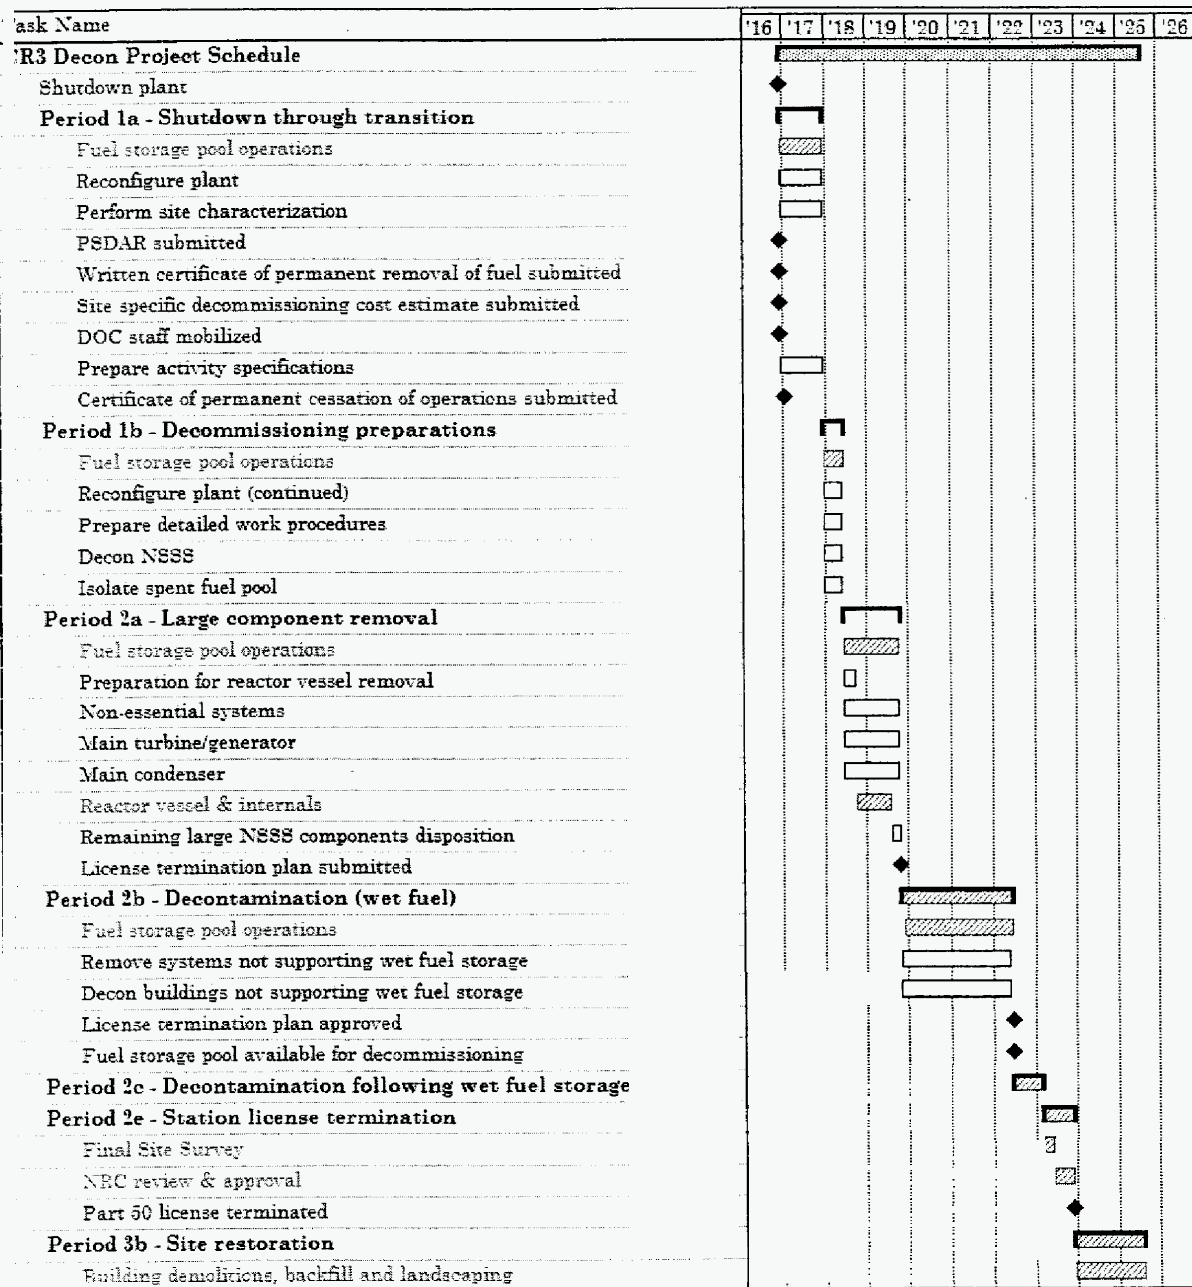 ask Name '16 '17 '18 '19 '20 '21 '22 '23 '24 '25 '26
R3 Decon Project Schedule
Shutdown plant
Period 1a - Shutdown through transition
Fuel storage pool operations
Reconfigure plant
Perform site characterization
PSDAR submitted
Written certificate of permanent removal of fuel submitted
Site specific decommissioning cost estimate submitted
DOC staff mobilized
Prepare activity specifications
Certificate of permanent cessation of operations submitted
Period 1b - Decommissioning preparations
Fuel storage pool operations
Reconfigure plant (continued)
Prepare detailed work procedures
Decon NSSS
Isolate spent fuel pool
Period 2a - Large component removal
Fuel storage pool operations
Preparation for reactor vessel removal
Non-essential systems
Main turbine/generator
Main condenser
Reactor vessel & internals
Remaining large NSSS components disposition
License termination plan submitted
Period 2b - Decontamination (wet fuel)
Fuel storage pool operations
Remove systems not supporting wet fuel storage
Decon buildings not supporting wet fuel storage
License termination plan approved
Fuel storage pool available for decommissioning
Period 2c - Decontamination following wet fuel storage
Period 2e - Station license termination
Final Site Survey
NRC review & approval
Part 50 license terminated
Period 3b - Site restoration
Building demolitions, backfill and landscaping